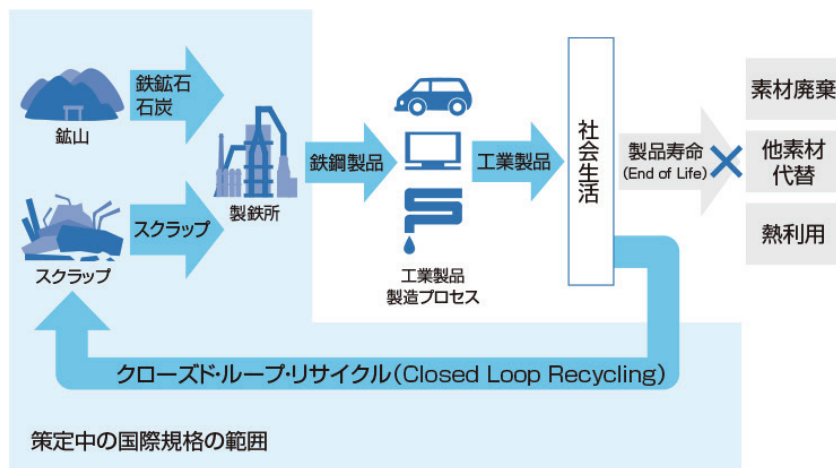 鉄鉱石
石炭
鉱山
スクラップ
スクラップ
製鉄所
鉄鋼製品
工業製品
製造プロセス
工業製品
社会生活
製品寿命
(End of Life)
素材廃棄
他素材
代替
熱利用
クローズド・ループ・リサイクル(Closed Loop Recycling)
策定中の国際規格の範囲